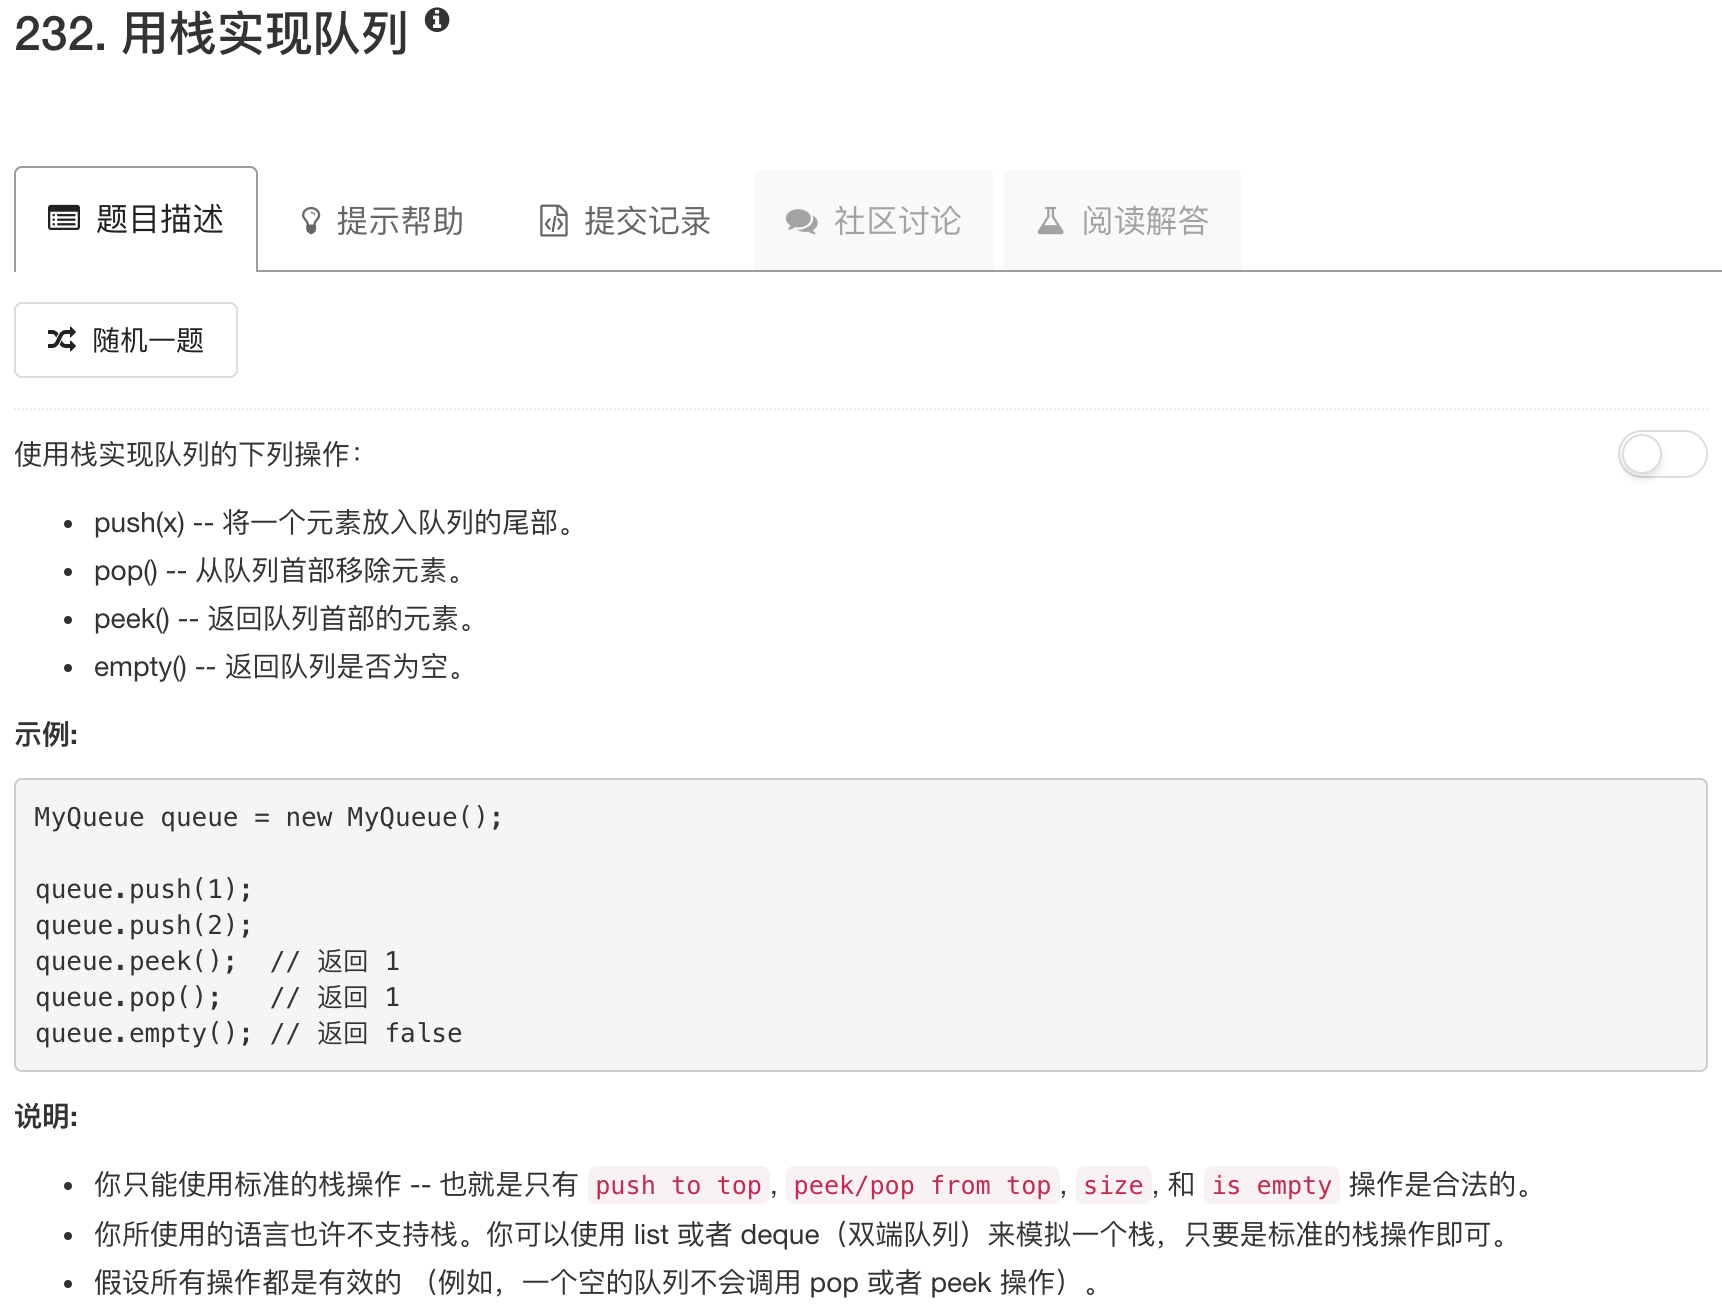 232. 用栈实现队列
题目描述 提示帮助 提交记录 社区讨论 阅读解答
随机一题
使用栈实现队列的下列操作：
push(x) -- 将一个元素放入队列的尾部。
pop() -- 从队列首部移除元素。
peek() -- 返回队列首部的元素。
empty() -- 返回队列是否为空。
示例:
MyQueue queue = new MyQueue();
queue.push(1);
queue.push(2);
queue.peek();  // 返回 1
queue.pop();   // 返回 1
queue.empty(); // 返回 false
说明:
你只能使用标准的栈操作 -- 也就是只有 push to top, peek/pop from top, size, 和 is empty 操作是合法的。
你所使用的语言也许不支持栈。你可以使用 list 或者 deque（双端队列）来模拟一个栈，只要是标准的栈操作即可。
假设所有操作都是有效的 （例如，一个空的队列不会调用 pop 或者 peek 操作）。